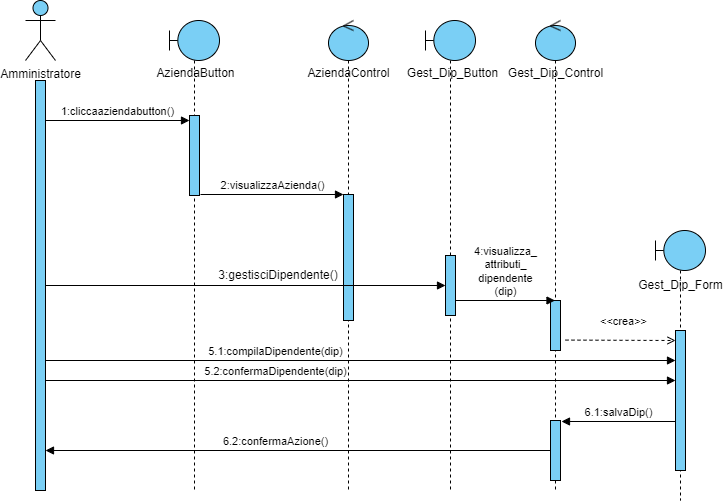 Amministratore
AziendaButton
AziendaControl
Gest_Dip_Button
Gest_Dip_Control
1:cliccaaziendabutton()
2:visualizzaAzienda()
3:gestisciDipendente()
4:visualizza_
attributi_
dipendente
(dip)
Gest_Dip_Form
<<crea>>
5.1:compilaDipendente(dip)
5.2:confermaDipendente(dip)
6.1:salvaDip()
6.2:confermaAzione()